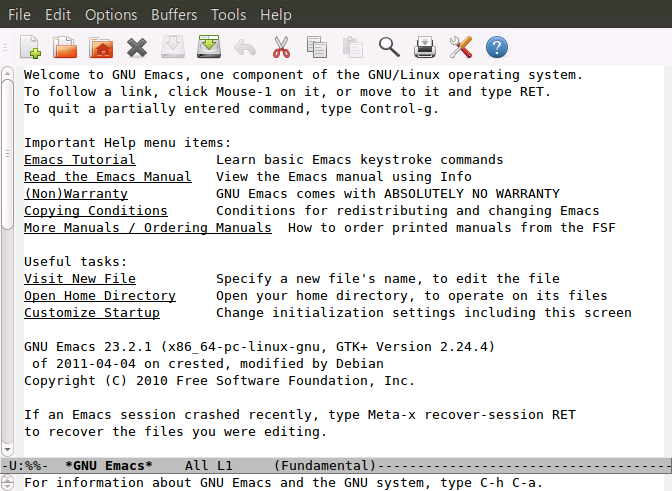 File Edit Options Buffers Tools Help
Welcome to GNU Emacs, one component of the GNU/Linux operating system.
To follow a link, click Mouse-1 on it, or move to it and type RET.
To quit a partially entered command, type Control-g.
Important Help menu items:
Emacs Tutorial Learn basic Emacs keystroke commands
Read the Emacs Manual View the Emacs manual using Info
(Non)Warranty GNU Emacs comes with ABSOLUTELY NO WARRANTY
Copying Conditions Conditions for redistributing and changing Emacs
More Manuals / Ordering Manuals How to order printed manuals from the FSF
Useful tasks:
Visit New File Specify a new file's name, to edit the file
Open Home Directory Open your home directory, to operate on its files
Customize Startup Change initialization settings including this screen
GNU Emacs 23.2.1 (x86_64-pc-linux-gnu, GTK+ Version 2.24.4)
of 2011-04-04 on crested, modified by Debian
Copyright (C) 2010 Free Software Foundation, Inc.
If an Emacs session crashed recently, type Meta-x recover-session RET
to recover the files you were editing.
-U:%%- *GNU Emacs* All L1 (Fundamental)-------------------------------------
For information about GNU Emacs and the GNU system, type C-h C-a.